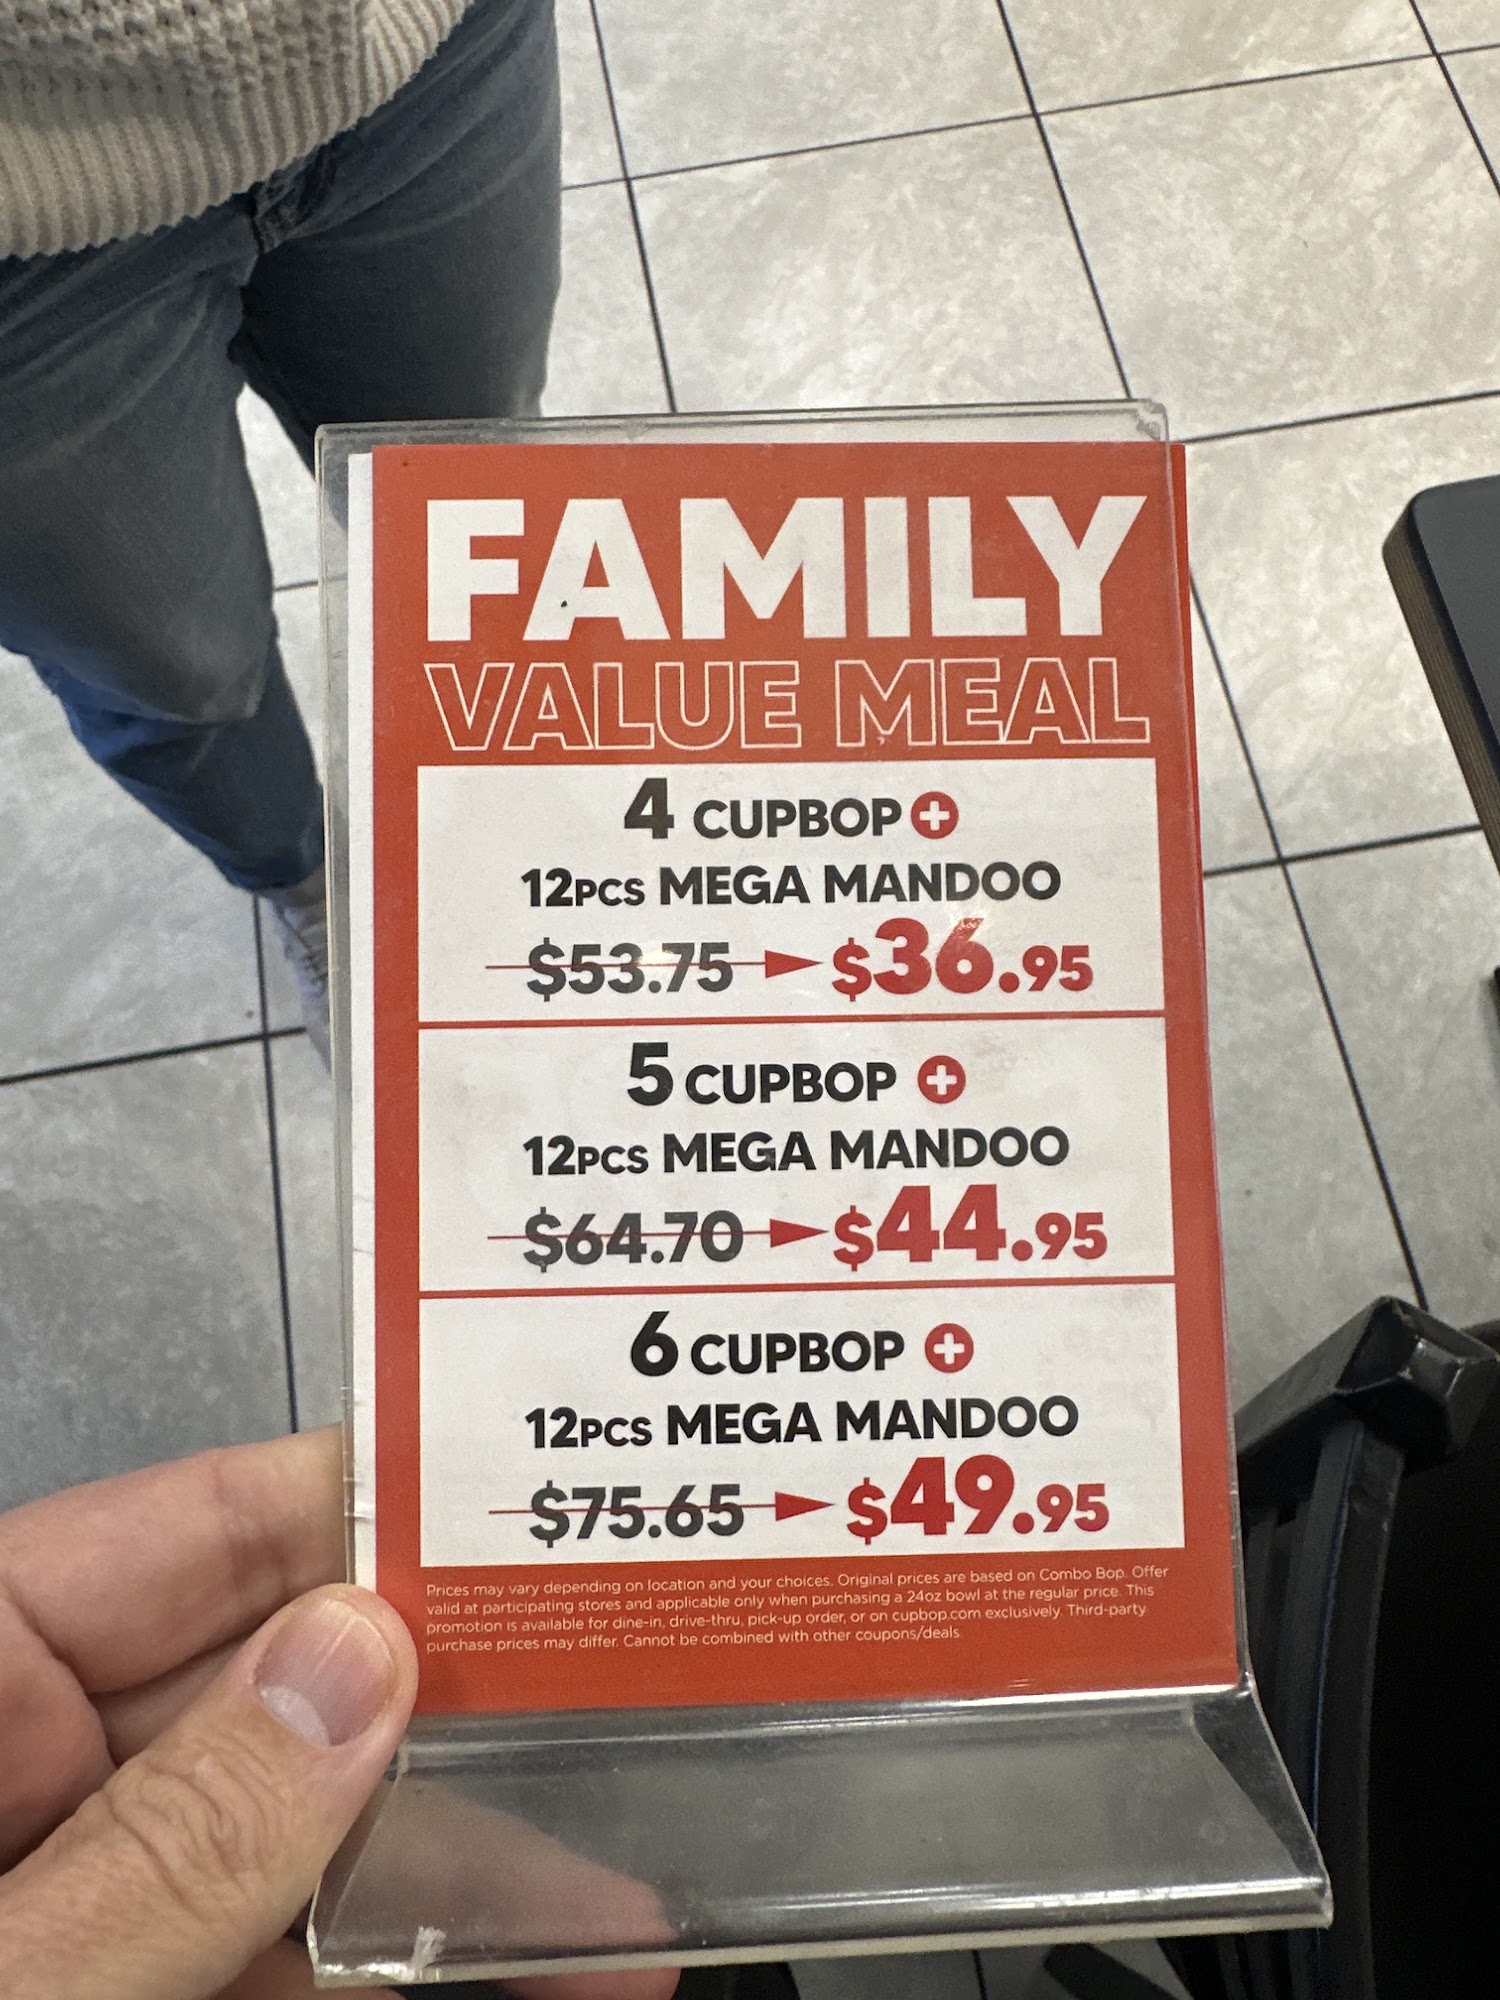 FAMILY
VALUE MEAL
4 CUPBOP +
12PCS MEGA MANDOO
$53.75 $36.95
5 CUPBOP +
12PCS MEGA MANDOO
$64.70 $44.95
6 CUPBOP +
12PCS MEGA MANDOO
$75.65 $49.95
Prices may vary depending on location and your choices. Original prices are based on Combo Bop. Offer
valid at participating stores and applicable only when purchasing a 24oz bowl at the regular price. This
promotion is available for dine-in, drive-thru, pick-up order, or on cupbop.com exclusively. Third-party
purchase prices may differ. Cannot be combined with other coupons/deals.